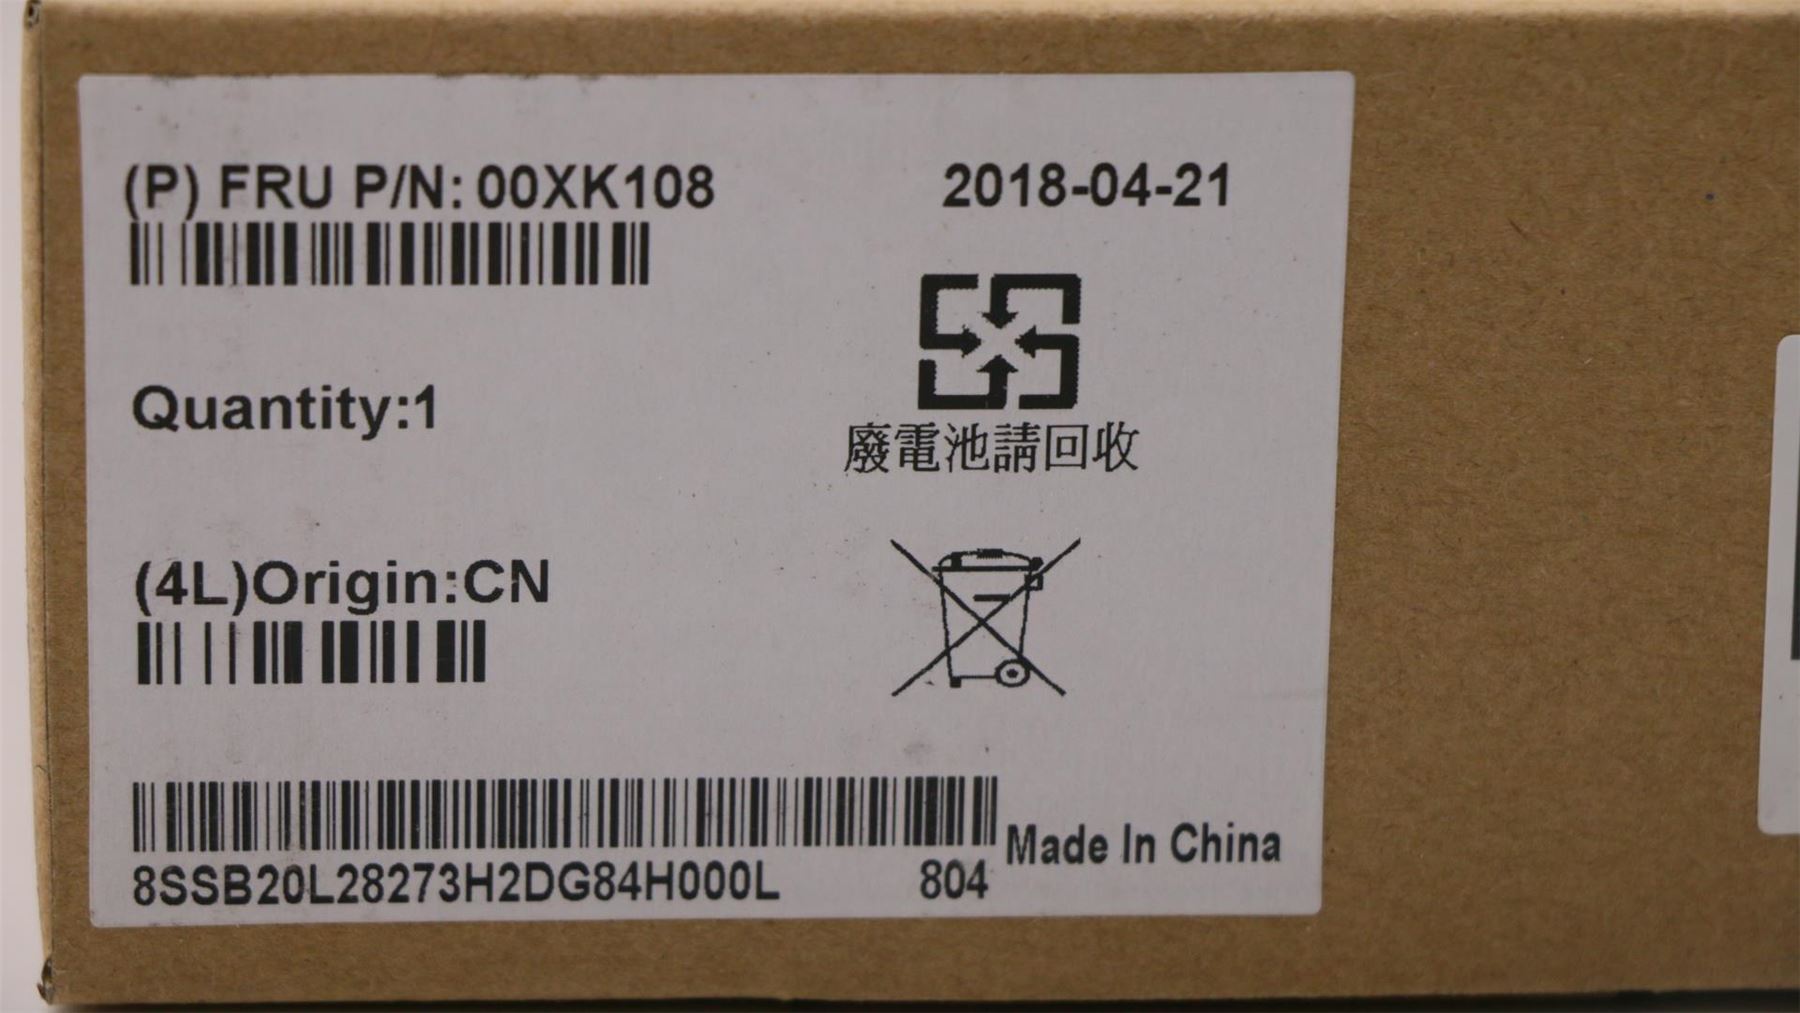 (P) FRU P/N: 00XK108
2018-04-21
Quantity:1
廢電池請回收
(4L)Origin:CN
Made In China
8SSB20L28273H2DG84H000L 804